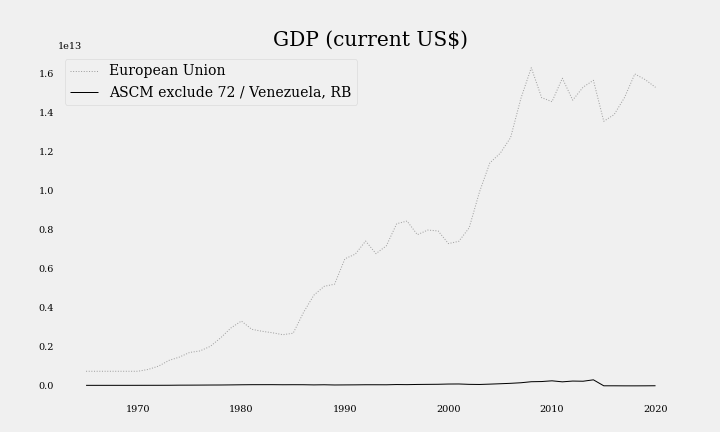 GDP (current US$)
1e13
European Union
ASCM exclude 72 / Venezuela, RB
1.6
1.4
1.2
1.0
0.8
0.6
0.4
0.2
0.0
1970 1980 1990 2000 2010 2020